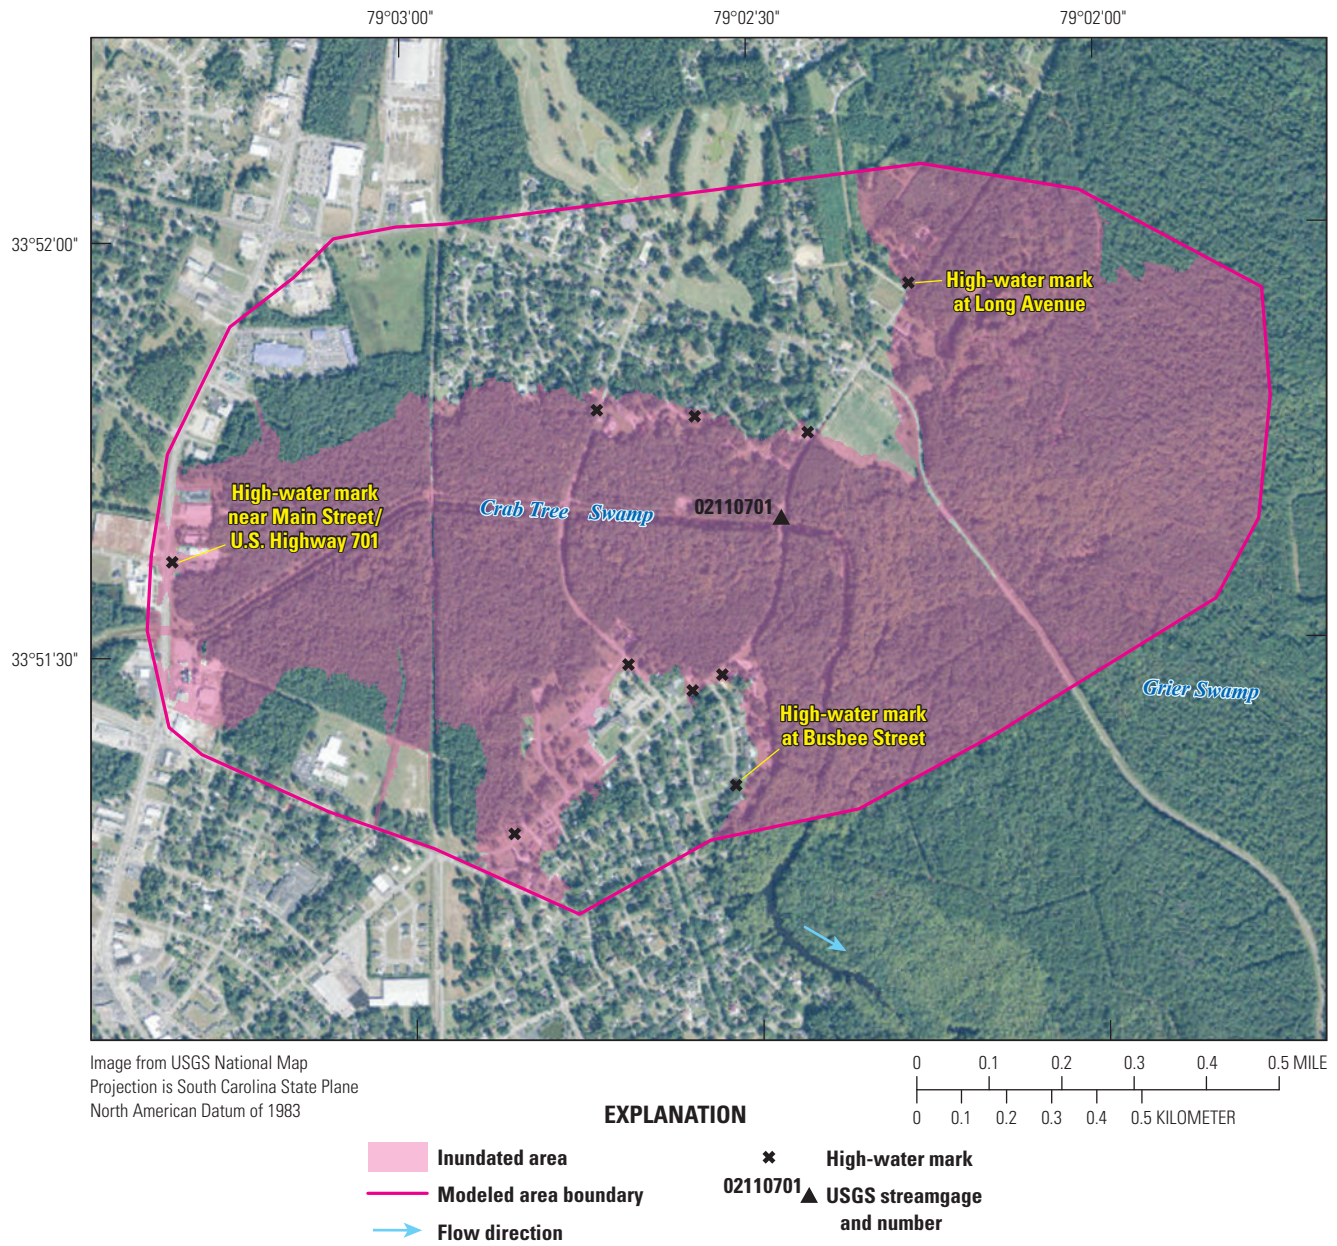 79°03'00"
79°02'30"
79°02'00"
33°52'00"
High-water mark
at Long Avenue
High-water mark
near Main Street/
U.S. Highway 701
Crab Tree Swamp
02110701
33°51'30"
Grier Swamp
High-water mark
at Busbee Street
Image from USGS National Map
Projection is South Carolina State Plane
North American Datum of 1983
0 0.1 0.2 0.3 0.4 0.5 MILE
0 0.1 0.2 0.3 0.4 0.5 KILOMETER
EXPLANATION
Inundated area
Modeled area boundary
Flow direction
High-water mark
02110701 USGS streamgage
and number